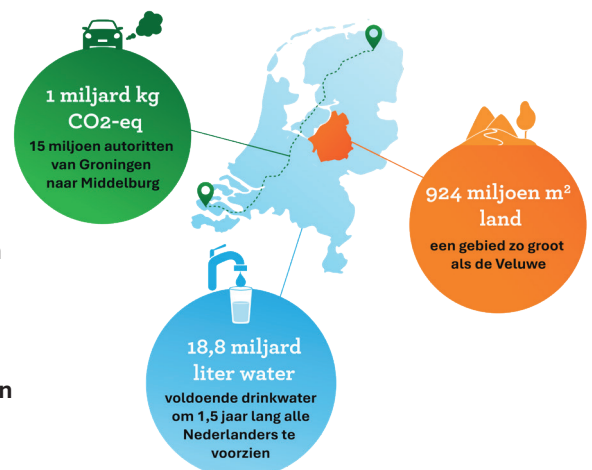 1 miljard kg
CO2-eq
15 miljoen autoritten
van Groningen
naar Middelburg
924 miljoen m²
land
een gebied zo groot
als de Veluwe
18,8 miljard
liter water
voldoende drinkwater
om 1,5 jaar lang alle
Nederlanders te
voorzien
n